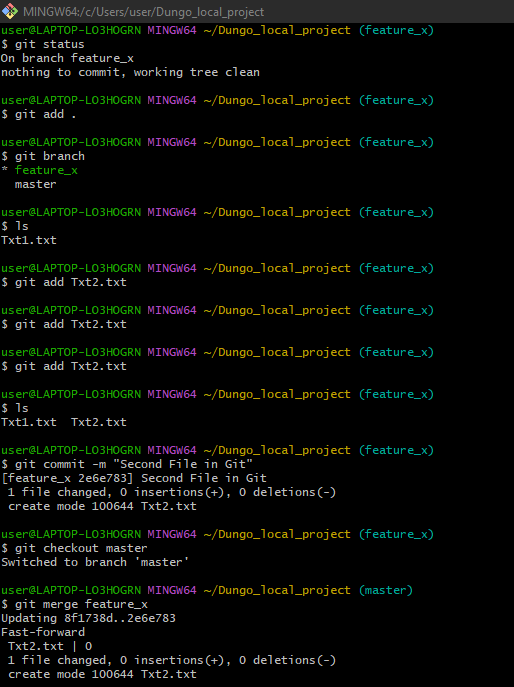 MINGW64:/c/Users/user/Dungo_local_project
user@LAPTOP-LO3HOGRN MINGW64 ~/Dungo_local_project (feature_x)
$ git status
On branch feature_x
nothing to commit, working tree clean
user@LAPTOP-LO3HOGRN MINGW64 ~/Dungo_local_project (feature_x)
$ git add .
user@LAPTOP-LO3HOGRN MINGW64 ~/Dungo_local_project (feature_x)
$ git branch
* feature_x
  master
user@LAPTOP-LO3HOGRN MINGW64 ~/Dungo_local_project (feature_x)
$ ls
Txt1.txt
user@LAPTOP-LO3HOGRN MINGW64 ~/Dungo_local_project (feature_x)
$ git add Txt2.txt
user@LAPTOP-LO3HOGRN MINGW64 ~/Dungo_local_project (feature_x)
$ git add Txt2.txt
user@LAPTOP-LO3HOGRN MINGW64 ~/Dungo_local_project (feature_x)
$ git add Txt2.txt
user@LAPTOP-LO3HOGRN MINGW64 ~/Dungo_local_project (feature_x)
$ ls
Txt1.txt  Txt2.txt
user@LAPTOP-LO3HOGRN MINGW64 ~/Dungo_local_project (feature_x)
$ git commit -m "Second File in Git"
[feature_x 2e6e783] Second File in Git
 1 file changed, 0 insertions(+), 0 deletions(-)
 create mode 100644 Txt2.txt
user@LAPTOP-LO3HOGRN MINGW64 ~/Dungo_local_project (feature_x)
$ git checkout master
Switched to branch 'master'
user@LAPTOP-LO3HOGRN MINGW64 ~/Dungo_local_project (master)
$ git merge feature_x
Updating 8f1738d..2e6e783
Fast-forward
 Txt2.txt | 0
 1 file changed, 0 insertions(+), 0 deletions(-)
 create mode 100644 Txt2.txt